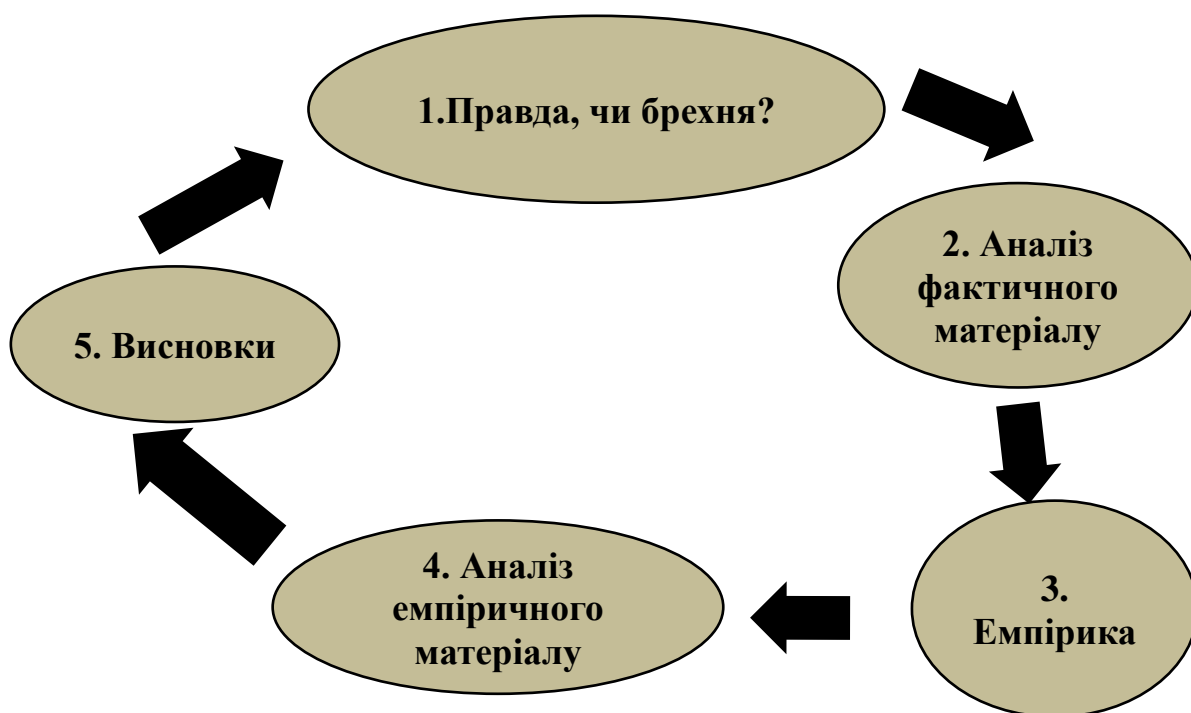 1.Правда, чи брехня?
2. Аналіз
фактичного
матеріалу
3.
Емпірика
4. Аналіз
емпіричного
матеріалу
5. Висновки